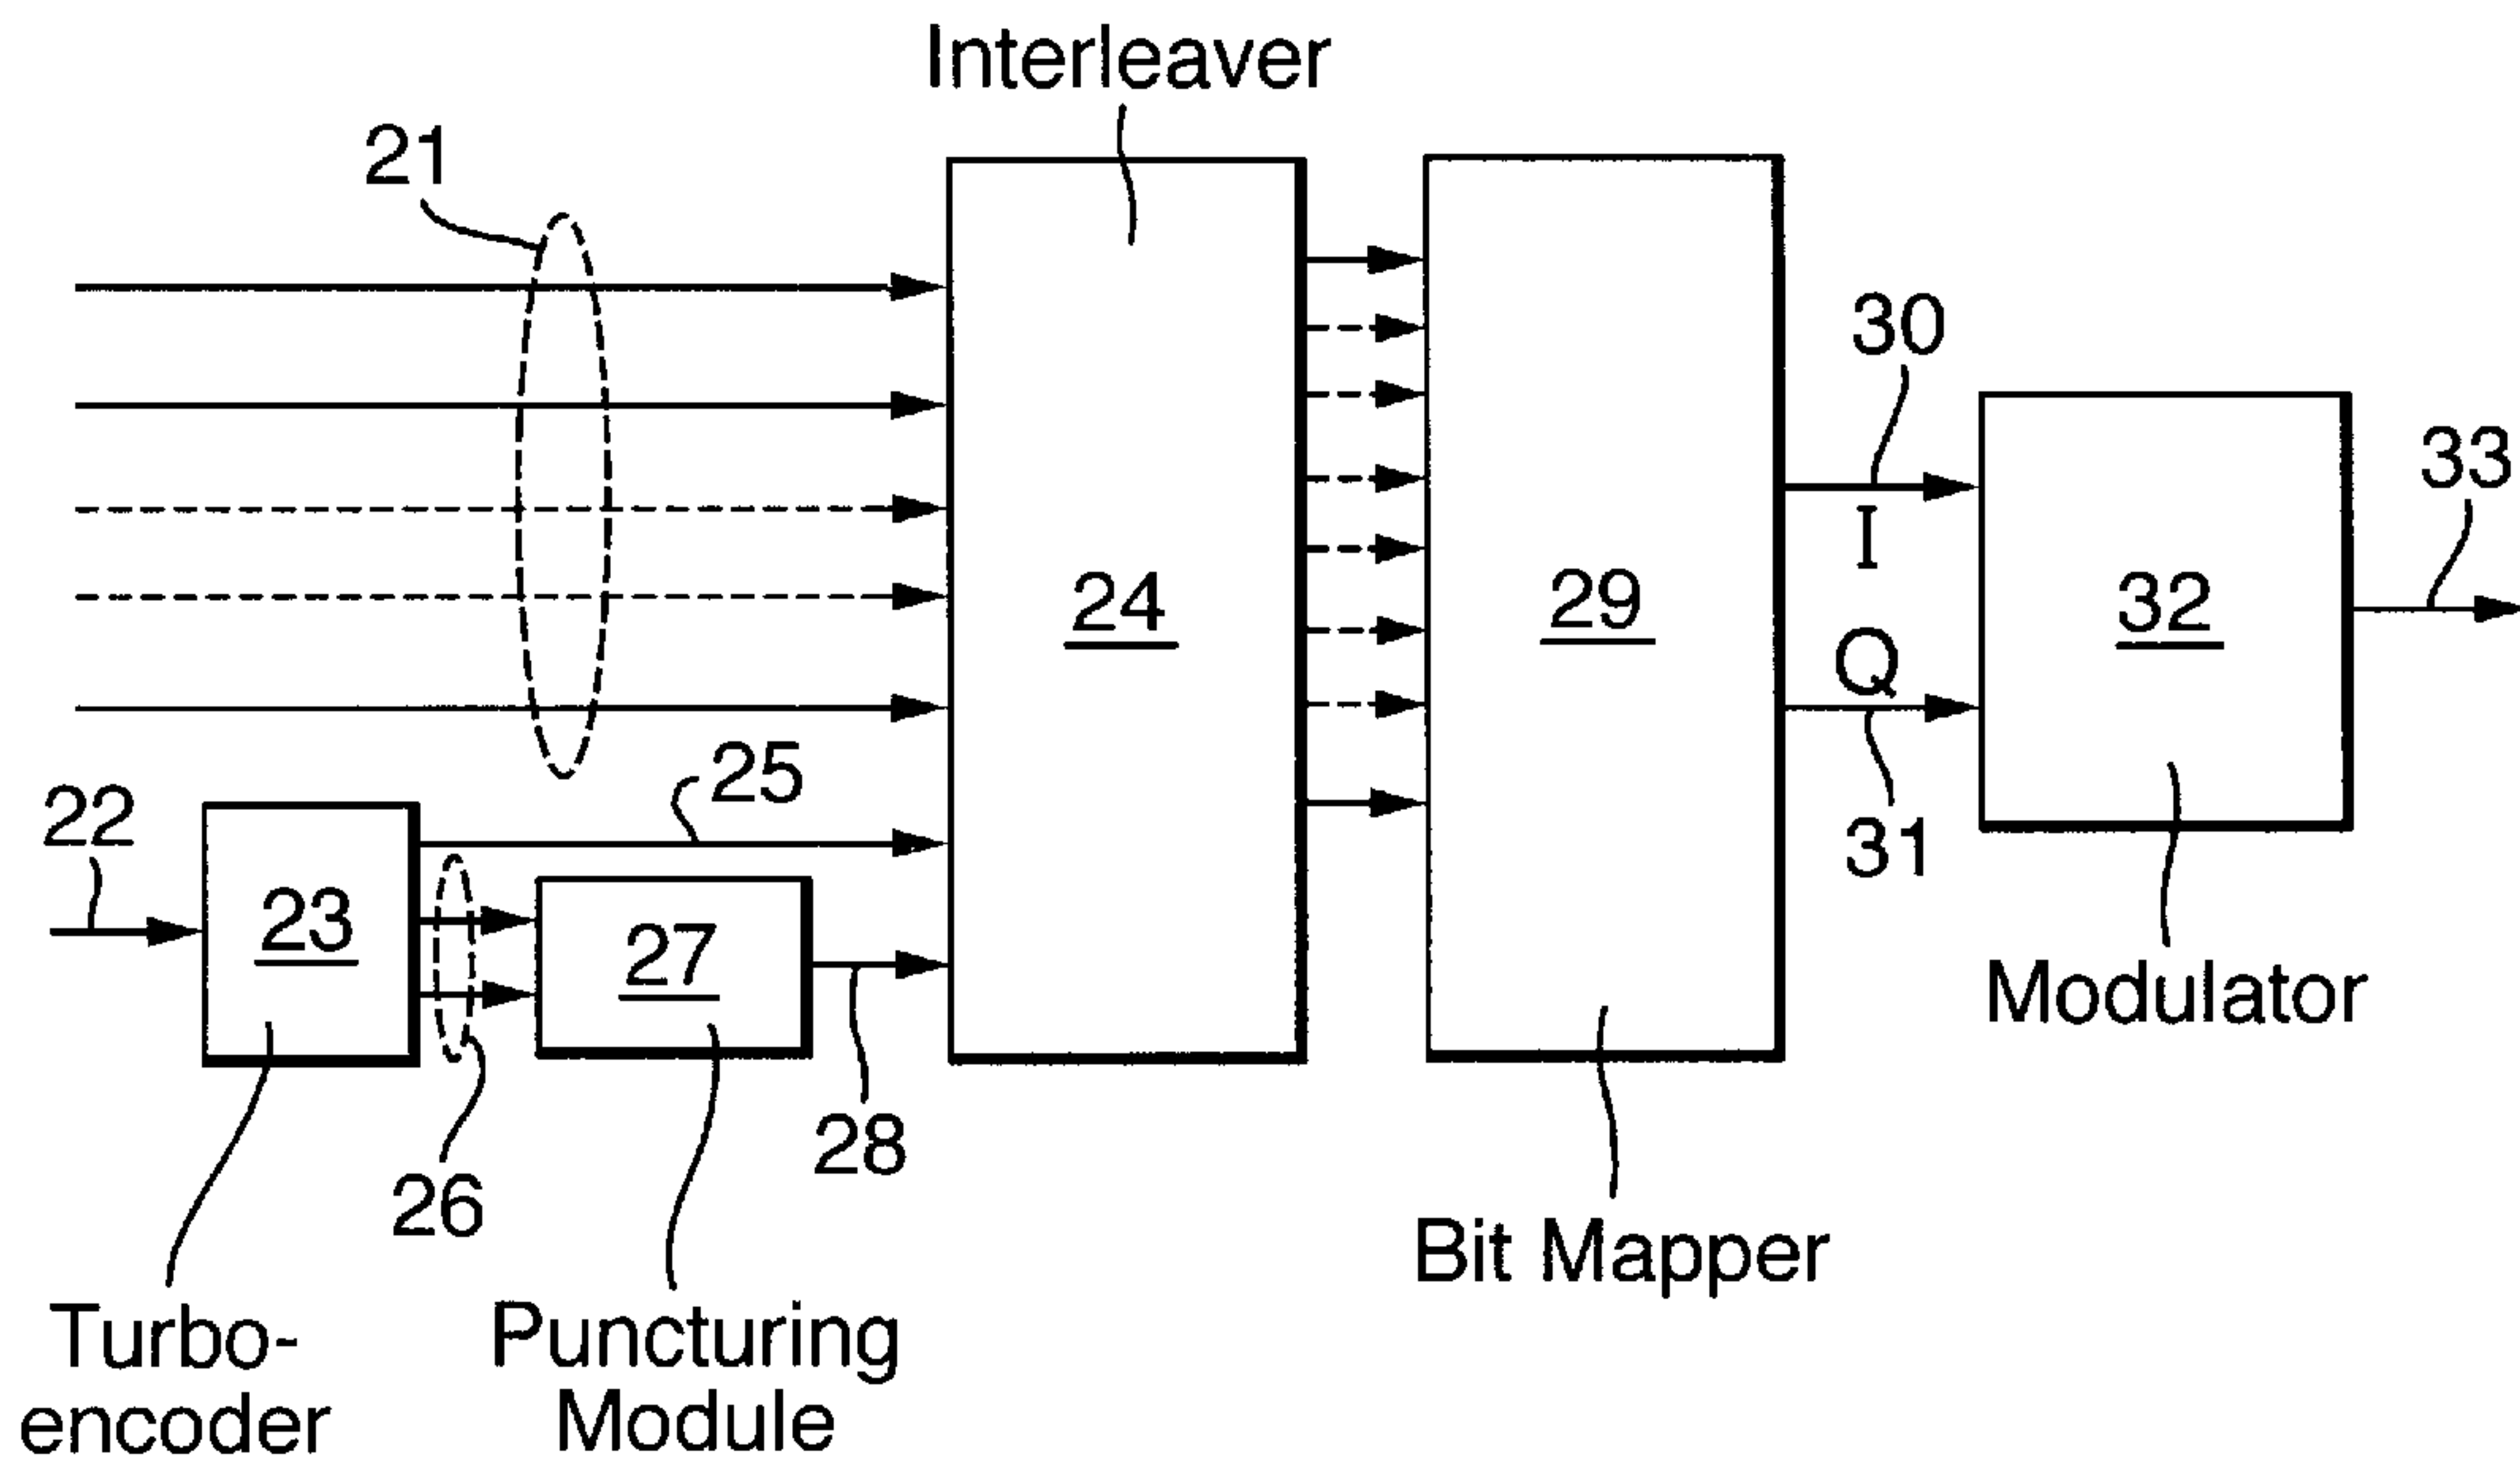 Interleaver
21
30
33
I
24
29
32
Q
25
22
31
23
27
Modulator
28
26
Bit Mapper
Turbo-
encoder
Puncturing
Module